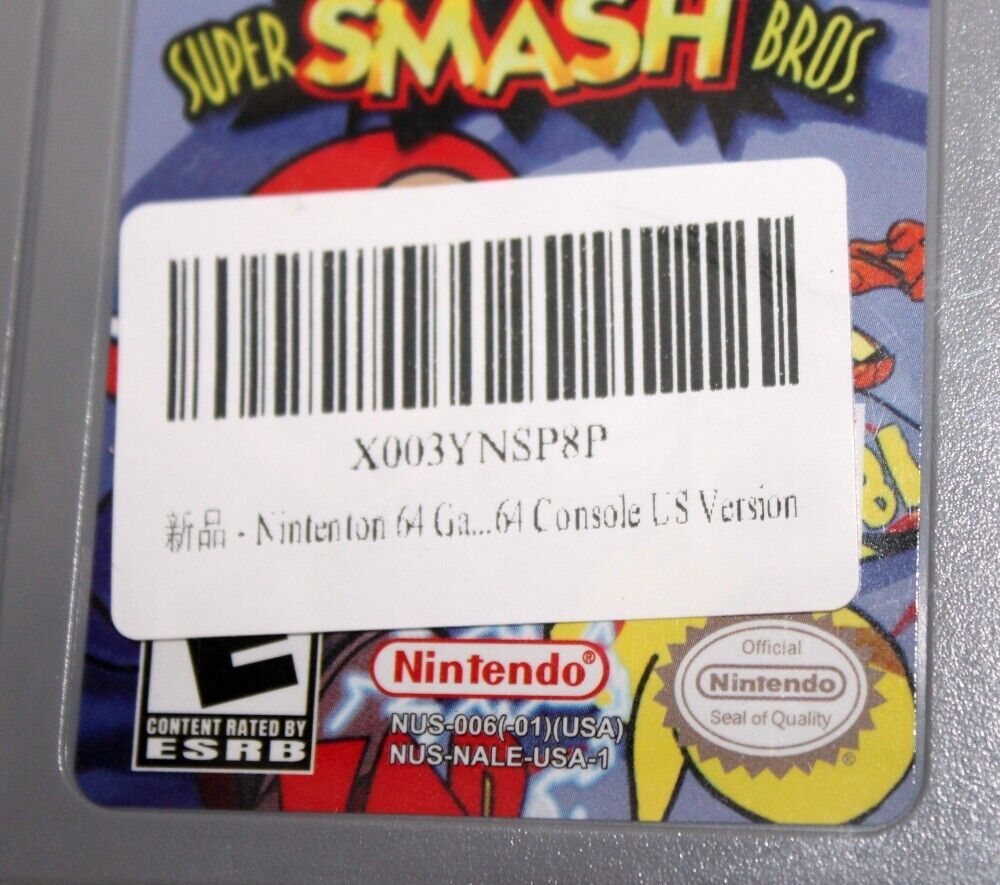 SUPER SMASH BROS.
X003YNSP8P
新品 - Nintenton 64 Ga...64 Console US Version
E
CONTENT RATED BY
ESRB
Nintendo®
NUS-006(-01)(USA)
NUS-NALE-USA-1
Official
Nintendo
Seal of Quality
®